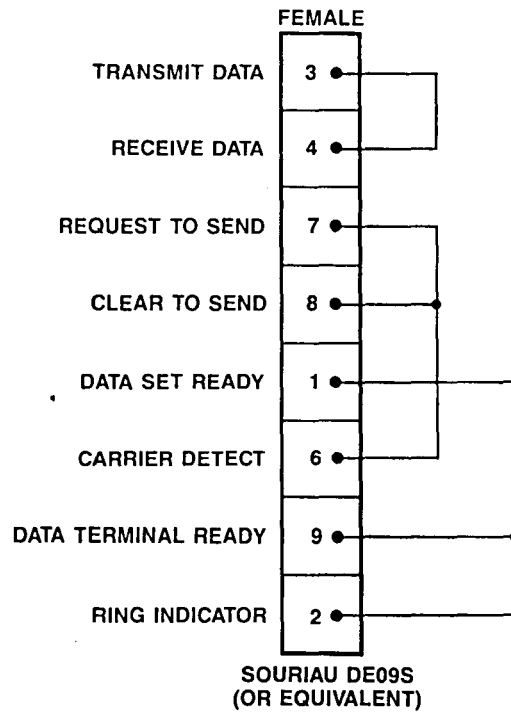 FEMALE
TRANSMIT DATA 3
RECEIVE DATA 4
REQUEST TO SEND 7
CLEAR TO SEND 8
DATA SET READY 1
CARRIER DETECT 6
DATA TERMINAL READY 9
RING INDICATOR 2
SOURIAU DE09S
(OR EQUIVALENT)